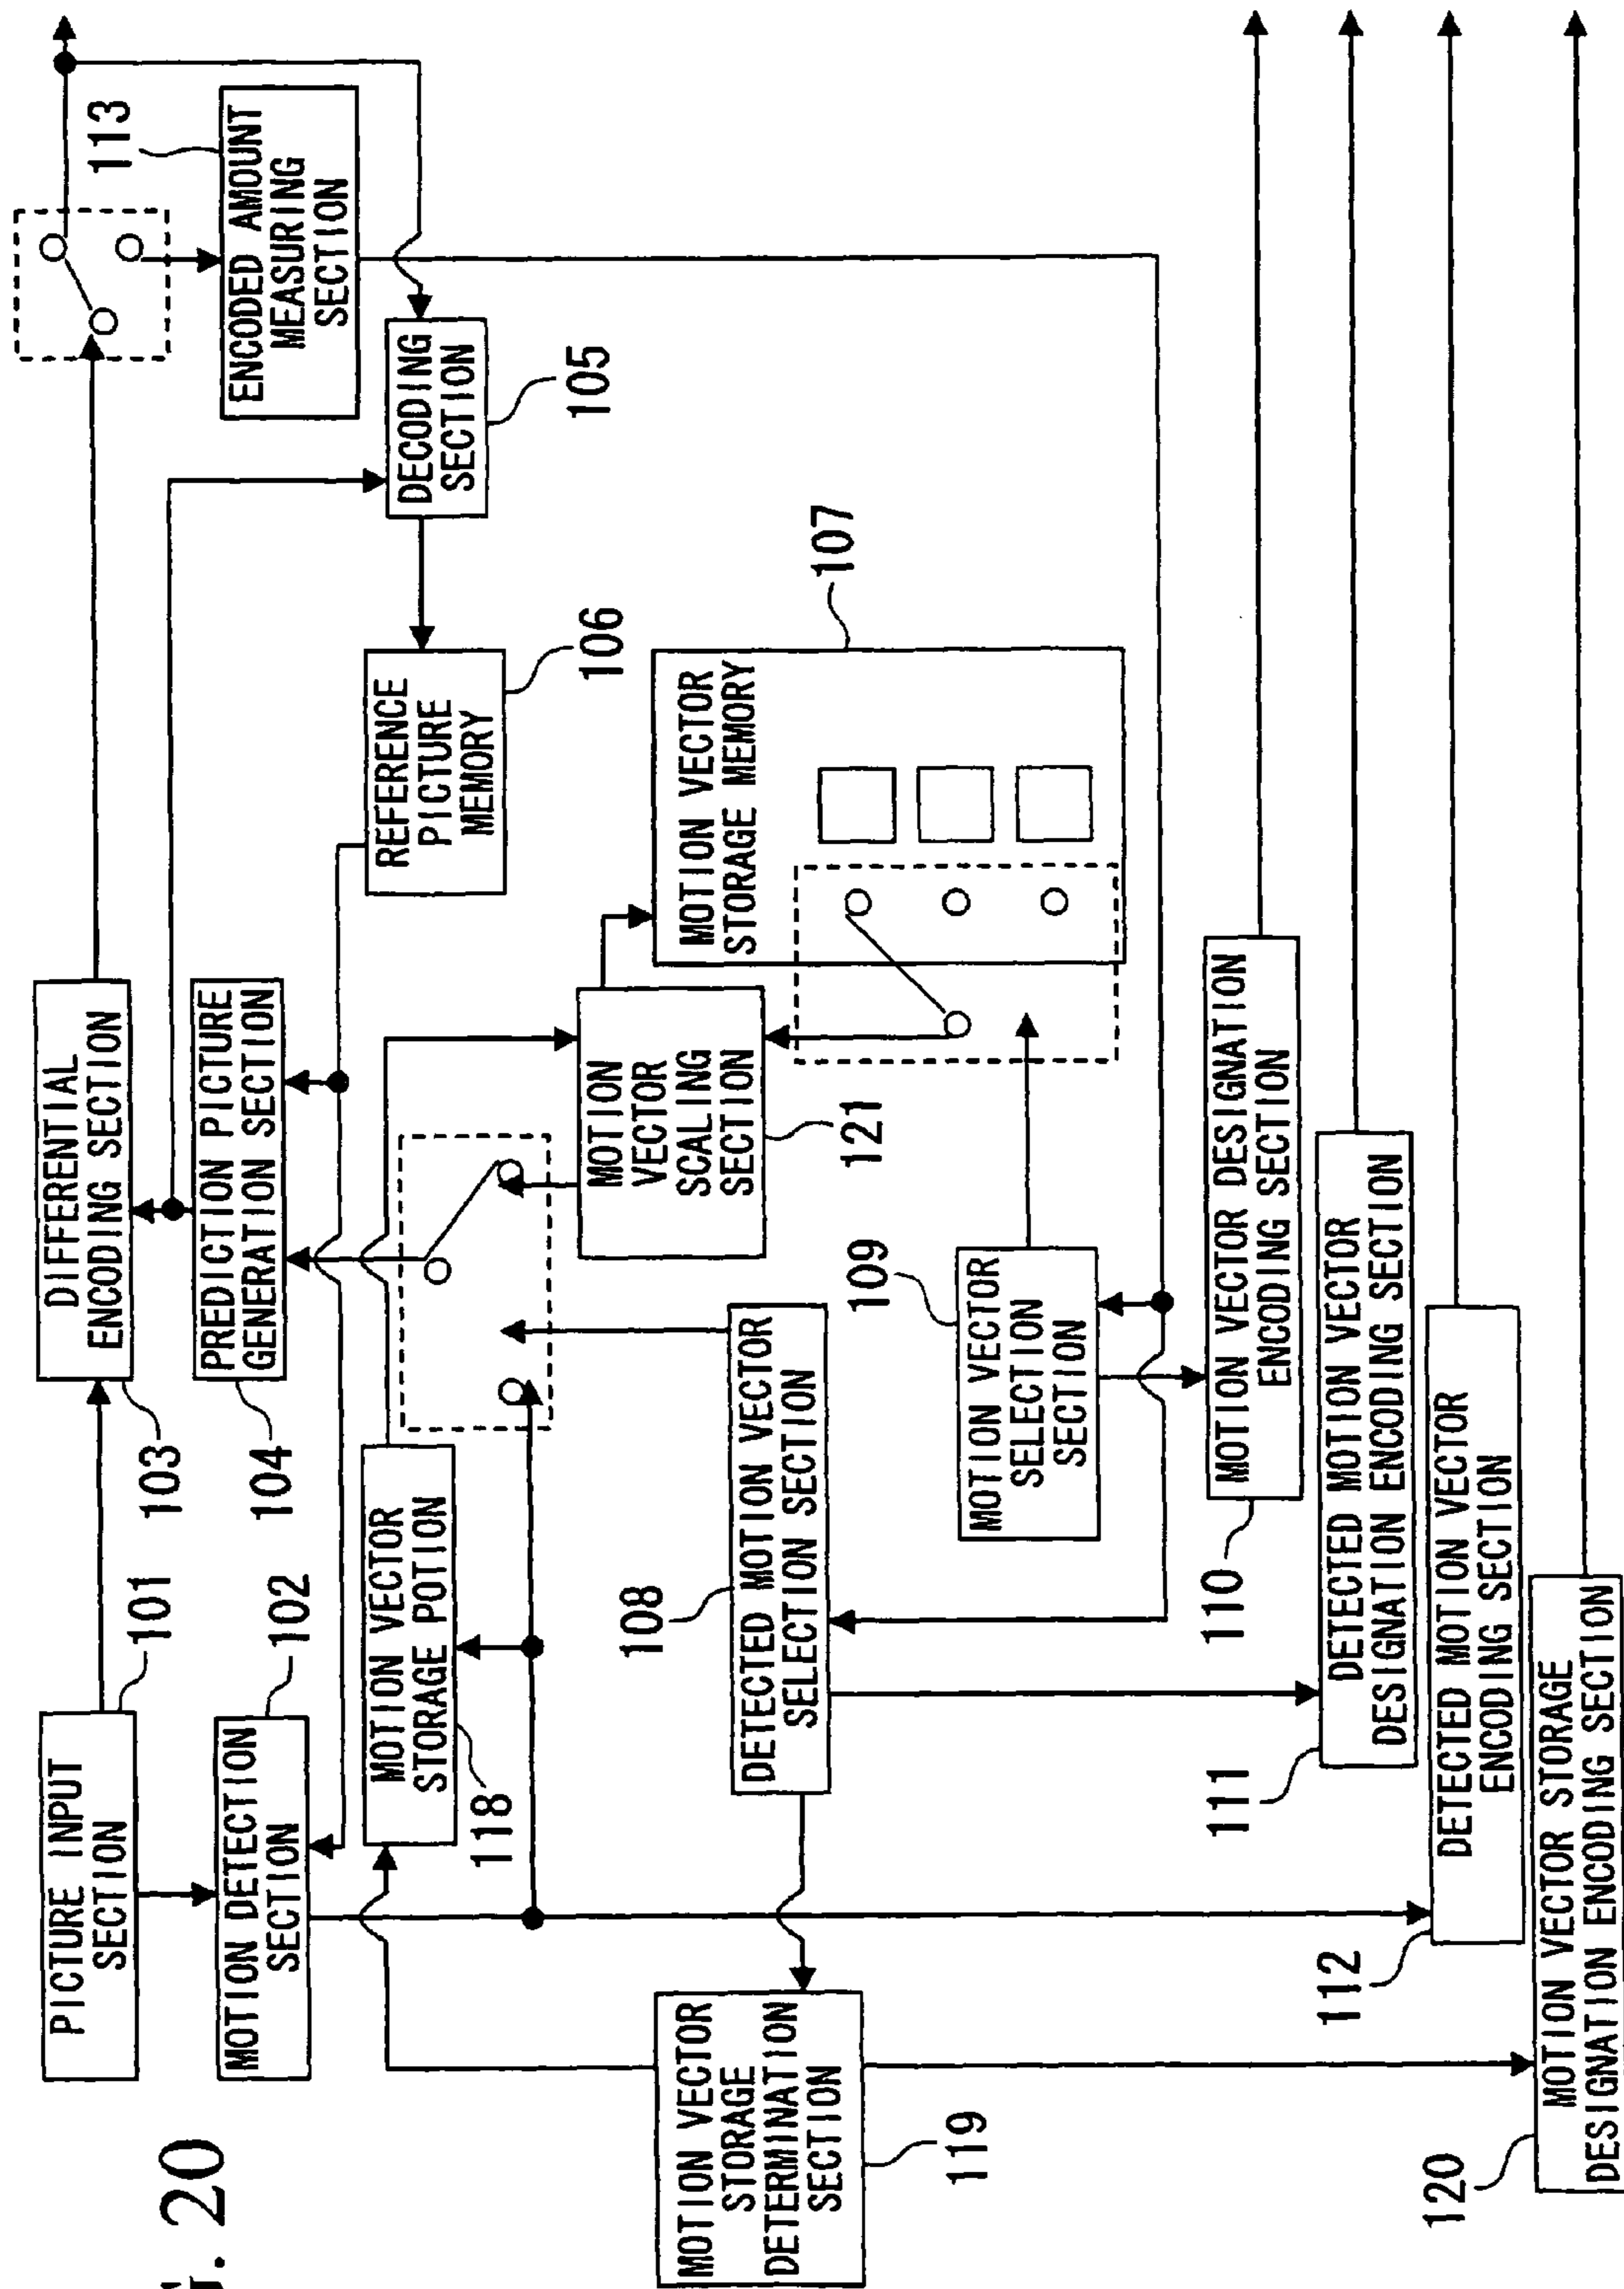 G. 20
PICTURE INPUT
SECTION
101
MOTION DETECTION
SECTION
102
DIFFERENTIAL
ENCODING SECTION
103
PREDICTION PICTURE
GENERATION SECTION
104
ENCODED AMOUNT
MEASURING
SECTION
113
DECODING
SECTION
105
REFERENCE
PICTURE
MEMORY
106
MOTION VECTOR
STORAGE POTION
118
MOTION
VECTOR
SCALING
SECTION
121
MOTION VECTOR
STORAGE MEMORY
107
MOTION VECTOR
STORAGE
DETERMINATION
SECTION
119
DETECTED MOTION VECTOR
SELECTION SECTION
108
MOTION VECTOR
SELECTION
SECTION
109
MOTION VECTOR DESIGNATION
ENCODING SECTION
110
DETECTED MOTION VECTOR
DESIGNATION ENCODING SECTION
111
DETECTED MOTION VECTOR
ENCODING SECTION
112
MOTION VECTOR STORAGE
DESIGNATION ENCODING SECTION
120